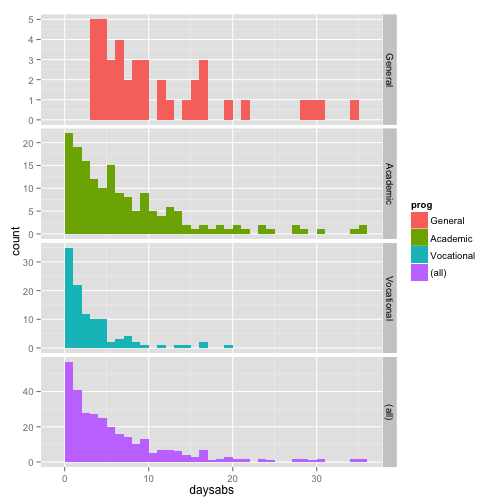 5
4
3
2
1
0
General
20
15
10
5
0
Academic
30
20
10
0
Vocational
40
20
0
(all)
0 10 20 30
daysabs
count
prog
General
Academic
Vocational
(all)